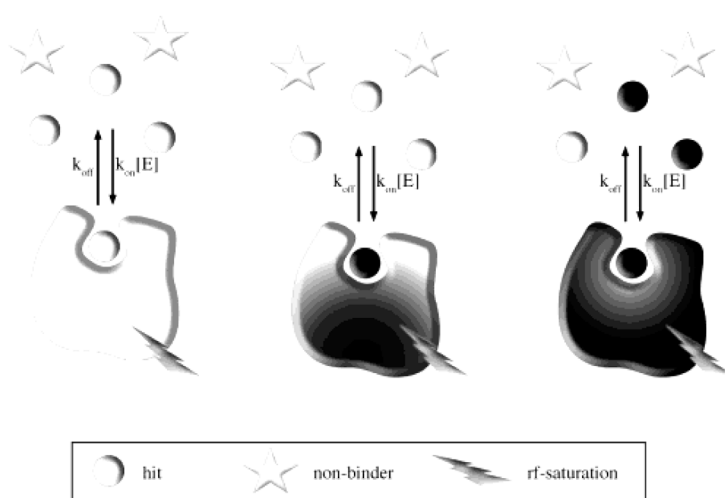 k_off k_on[E]
k_off k_on[E]
k_off k_on[E]
hit
non-binder
rf-saturation